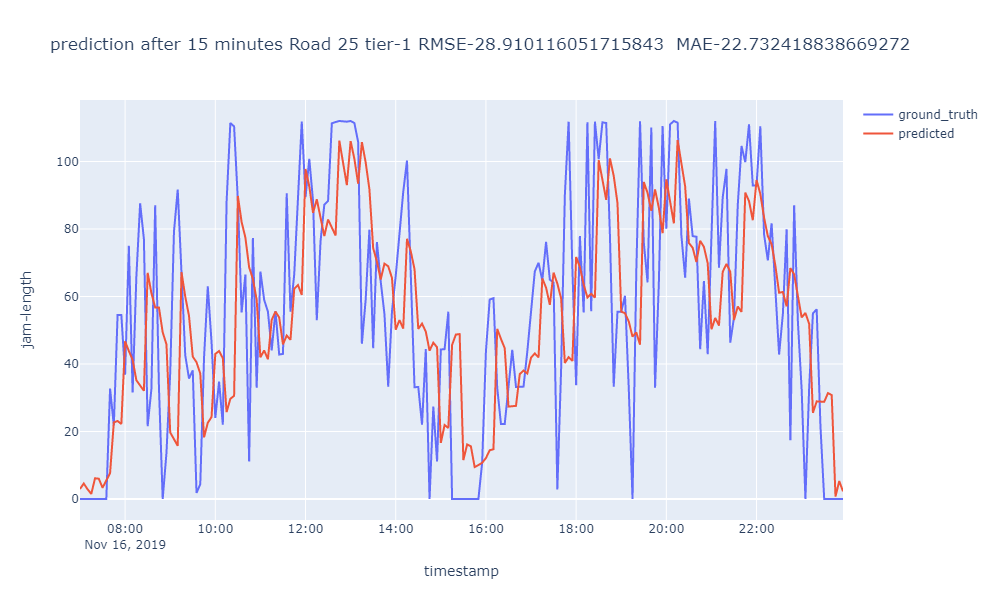 prediction after 15 minutes Road 25 tier-1 RMSE-28.910116051715843  MAE-22.732418838669272
ground_truth
predicted
100
80
60
40
20
0
jam-length
08:00 10:00 12:00 14:00 16:00 18:00 20:00 22:00
Nov 16, 2019
timestamp